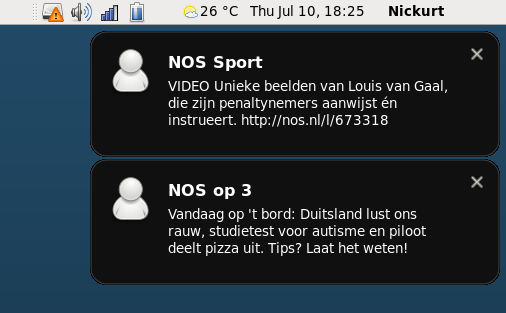 26 °C Thu Jul 10, 18:25 Nickurt
NOS Sport
VIDEO Unieke beelden van Louis van Gaal,
die zijn penaltynemers aanwijst én
instrueert. http://nos.nl/l/673318
NOS op 3
Vandaag op 't bord: Duitsland lust ons
rauw, studietest voor autisme en piloot
deelt pizza uit. Tips? Laat het weten!